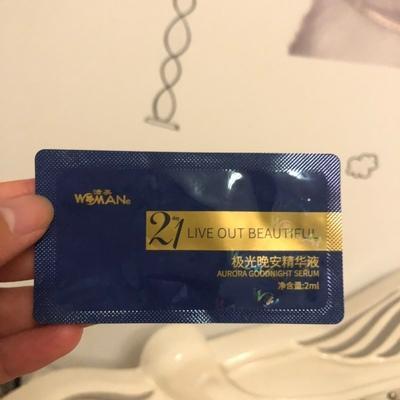 WOMAN
21 LIVE OUT BEAUTIFUL
极光晚安精华液
AURORA GOODNIGHT SERUM
净含量:2ml